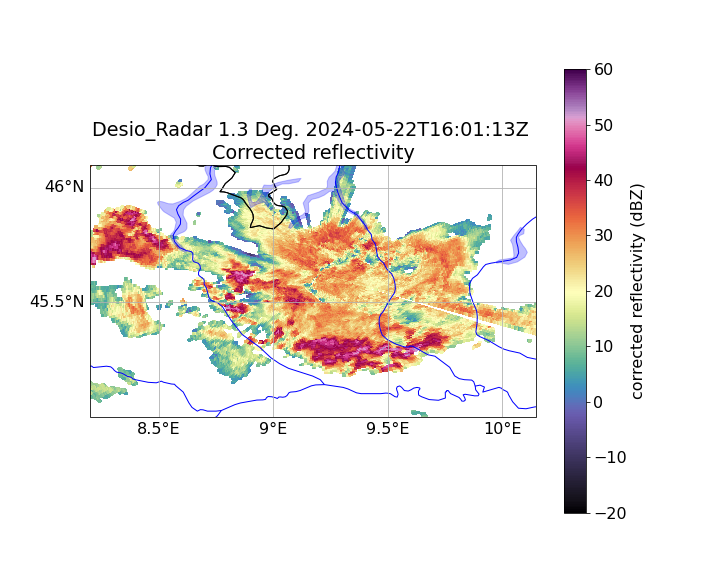 Desio_Radar 1.3 Deg. 2024-05-22T16:01:13Z
Corrected reflectivity
46°N
45.5°N
8.5°E
9°E
9.5°E
10°E
60
50
40
30
20
10
0
−10
−20
corrected reflectivity (dBZ)